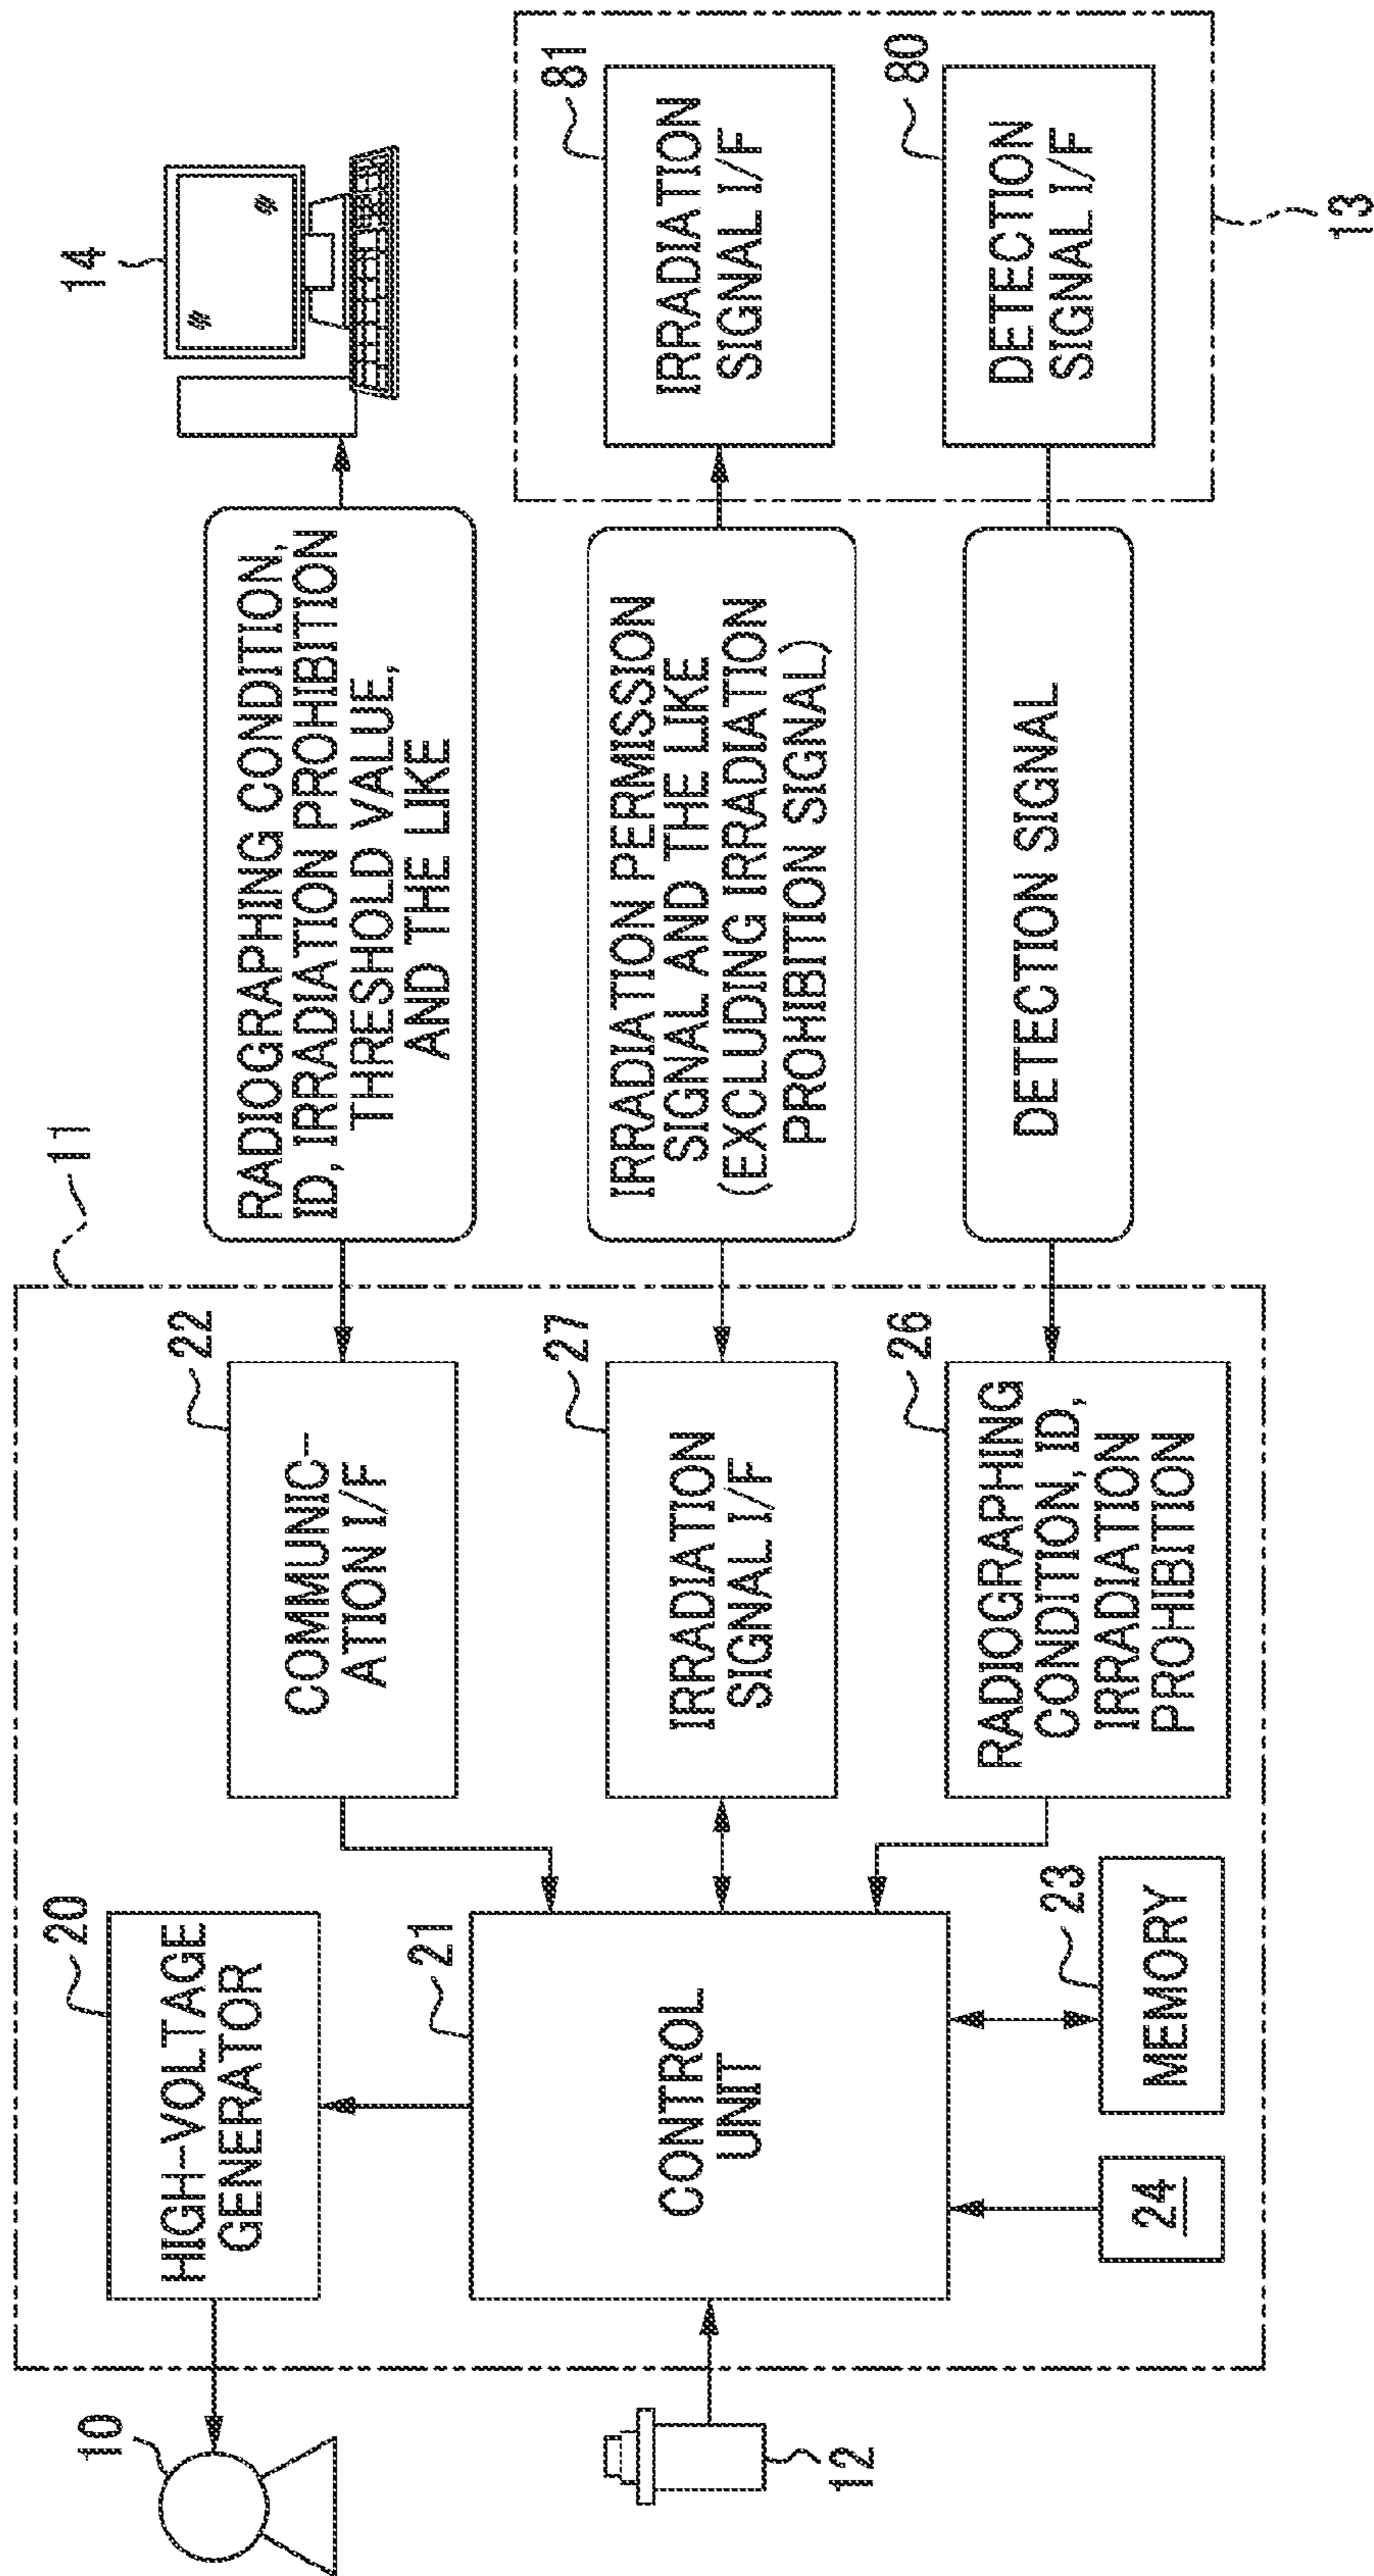 11
10
20
HIGH-VOLTAGE
GENERATOR
22
COMMUNIC-
ATION I/F
RADIOGRAPHING CONDITION,
ID, IRRADIATION PROHIBITION
THRESHOLD VALUE,
AND THE LIKE
14
12
21
CONTROL
UNIT
27
IRRADIATION
SIGNAL I/F
IRRADIATION PERMISSION
SIGNAL AND THE LIKE
(EXCLUDING IRRADIATION
PROHIBITION SIGNAL)
81
IRRADIATION
SIGNAL I/F
24
23
MEMORY
26
RADIOGRAPHING
CONDITION, ID,
IRRADIATION
PROHIBITION
DETECTION SIGNAL
80
DETECTION
SIGNAL I/F
13